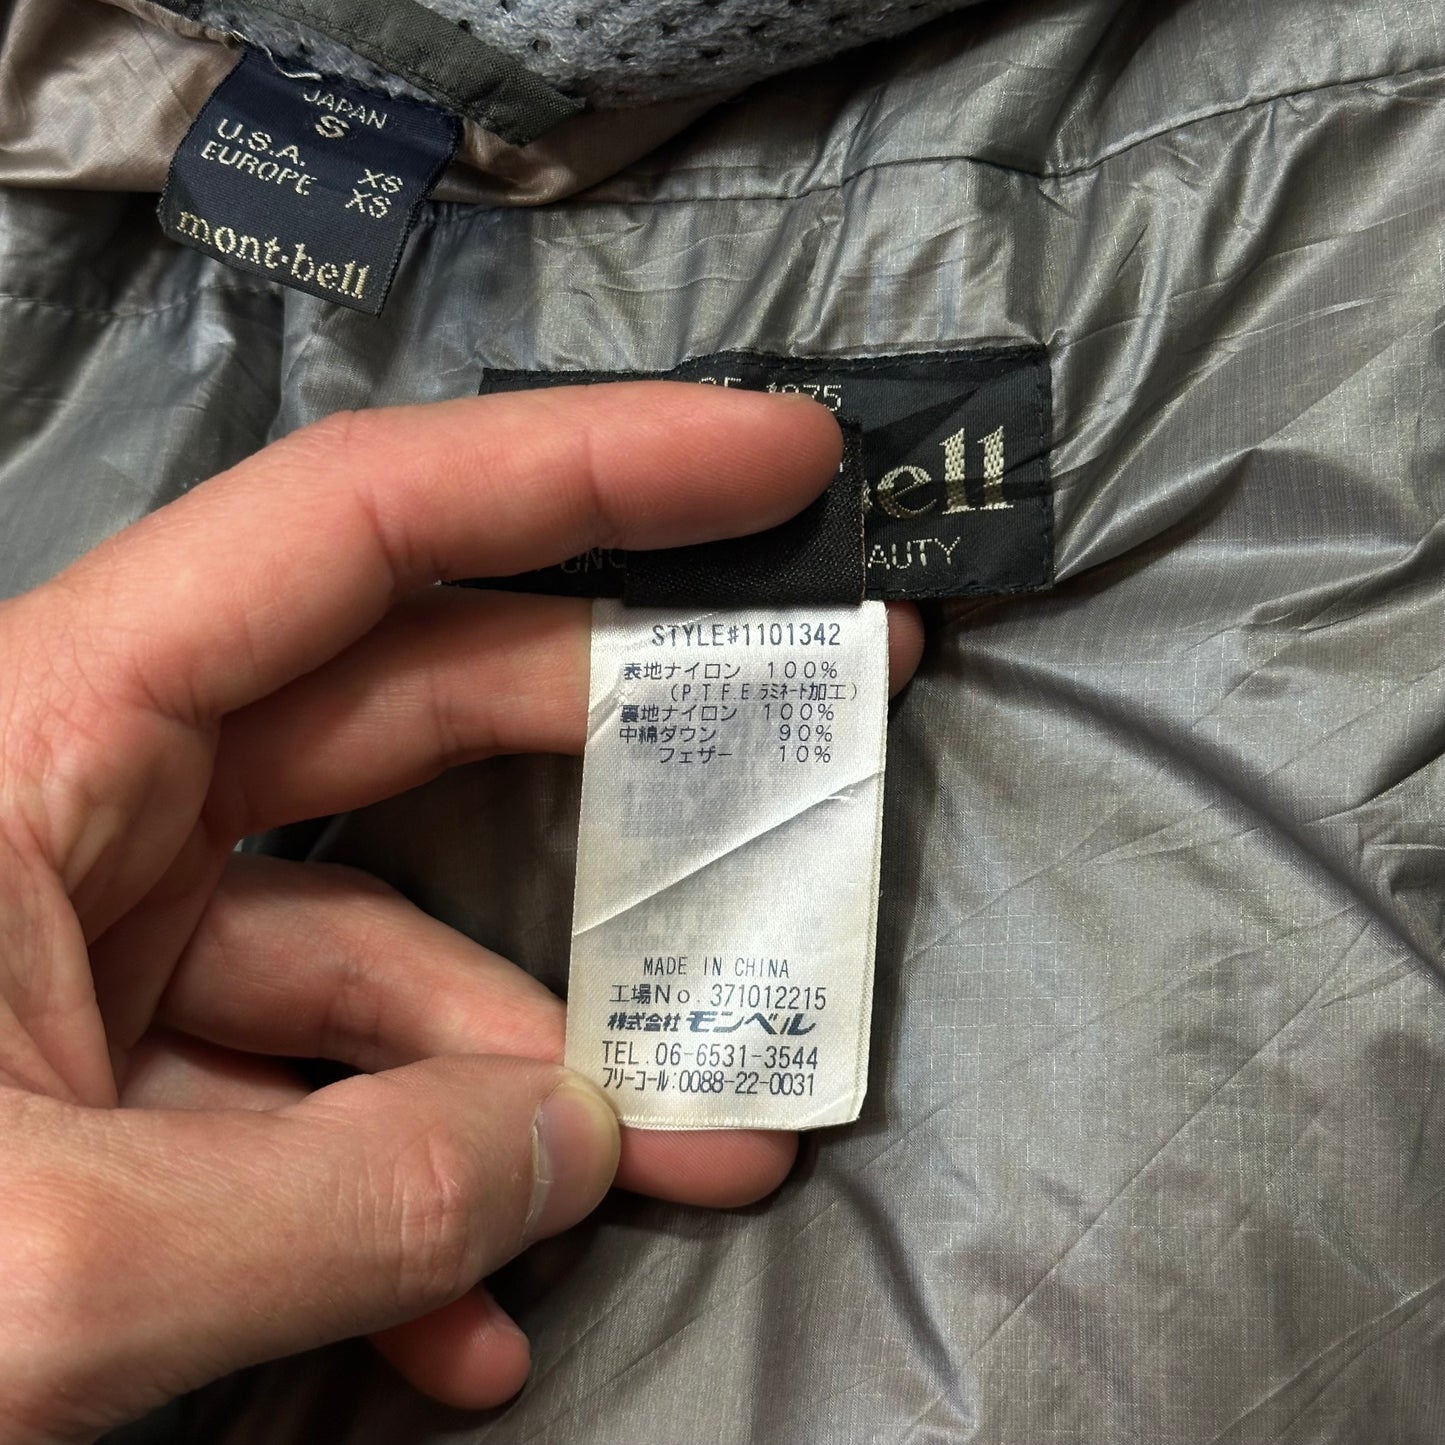 JAPAN
S
U.S.A. XS
EUROPE XS
mont·bell
1975
ell
AUTY
STYLE#1101342
表地ナイロン 100%
(P.T.F.E ラミネート加工)
裏地ナイロン 100%
中綿ダウン 90%
フェザー 10%
MADE IN CHINA
工場No. 371012215
株式会社 モンベル
TEL.06-6531-3544
フリーコール:0088-22-0031